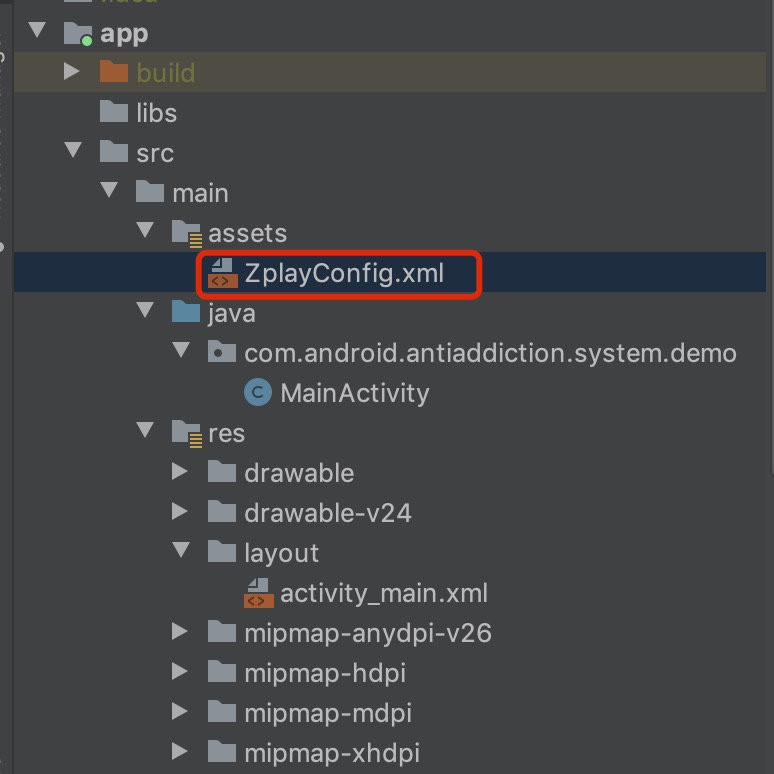 app
build
libs
src
main
assets
ZplayConfig.xml
java
com.android.antiaddiction.system.demo
MainActivity
res
drawable
drawable-v24
layout
activity_main.xml
mipmap-anydpi-v26
mipmap-hdpi
mipmap-mdpi
mipmap-xhdpi